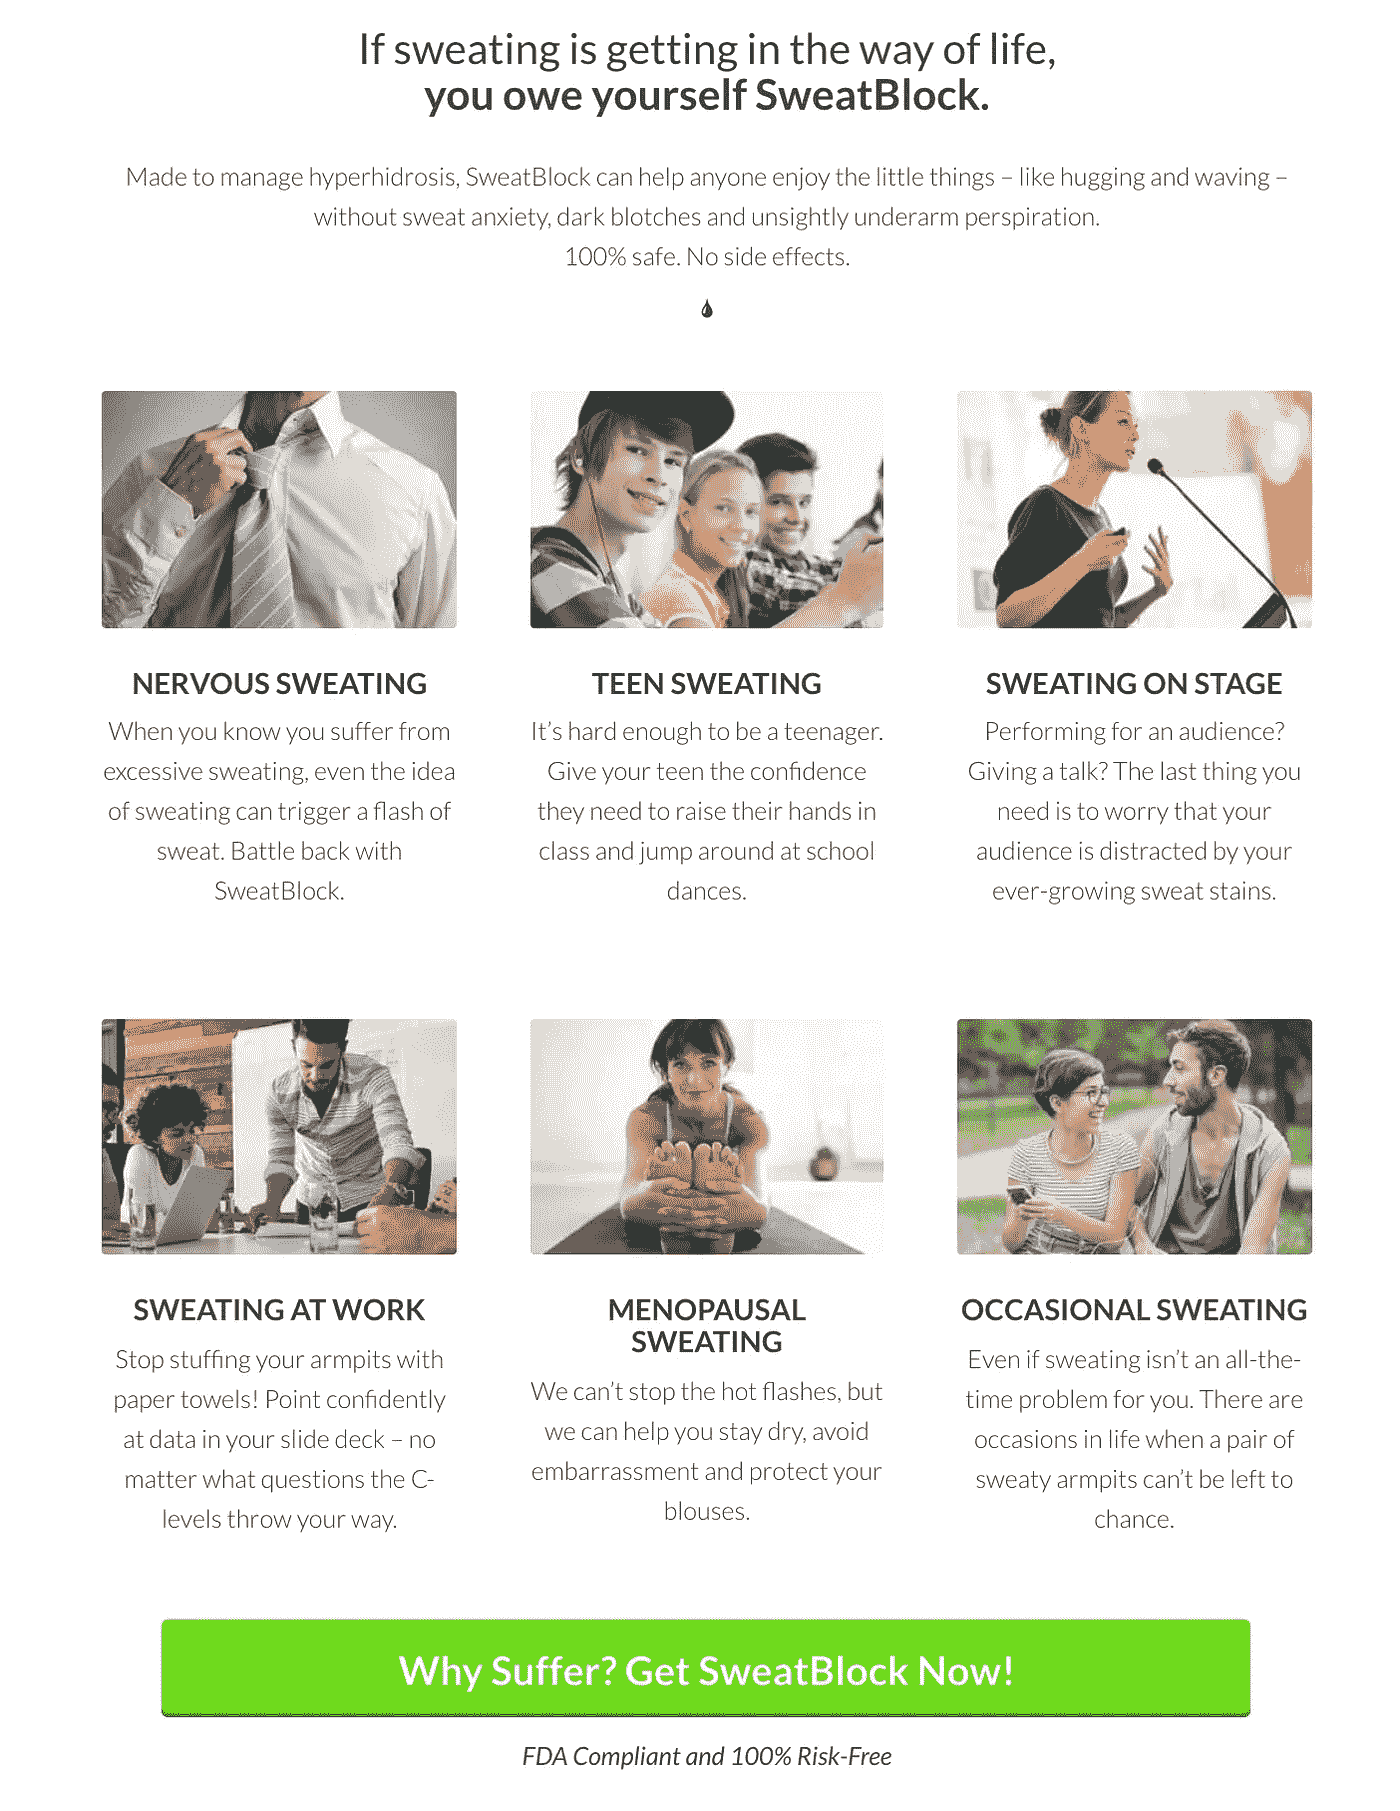 If sweating is getting in the way of life,
you owe yourself SweatBlock.
Made to manage hyperhidrosis, SweatBlock can help anyone enjoy the little things – like hugging and waving –
without sweat anxiety, dark blotches and unsightly underarm perspiration.
100% safe. No side effects.
NERVOUS SWEATING
When you know you suffer from
excessive sweating, even the idea
of sweating can trigger a flash of
sweat. Battle back with
SweatBlock.
TEEN SWEATING
It’s hard enough to be a teenager.
Give your teen the confidence
they need to raise their hands in
class and jump around at school
dances.
SWEATING ON STAGE
Performing for an audience?
Giving a talk? The last thing you
need is to worry that your
audience is distracted by your
ever-growing sweat stains.
SWEATING AT WORK
Stop stuffing your armpits with
paper towels! Point confidently
at data in your slide deck – no
matter what questions the C-
levels throw your way.
MENOPAUSAL
SWEATING
We can’t stop the hot flashes, but
we can help you stay dry, avoid
embarrassment and protect your
blouses.
OCCASIONAL SWEATING
Even if sweating isn’t an all-the-
time problem for you. There are
occasions in life when a pair of
sweaty armpits can’t be left to
chance.
Why Suffer? Get SweatBlock Now!
FDA Compliant and 100% Risk-Free